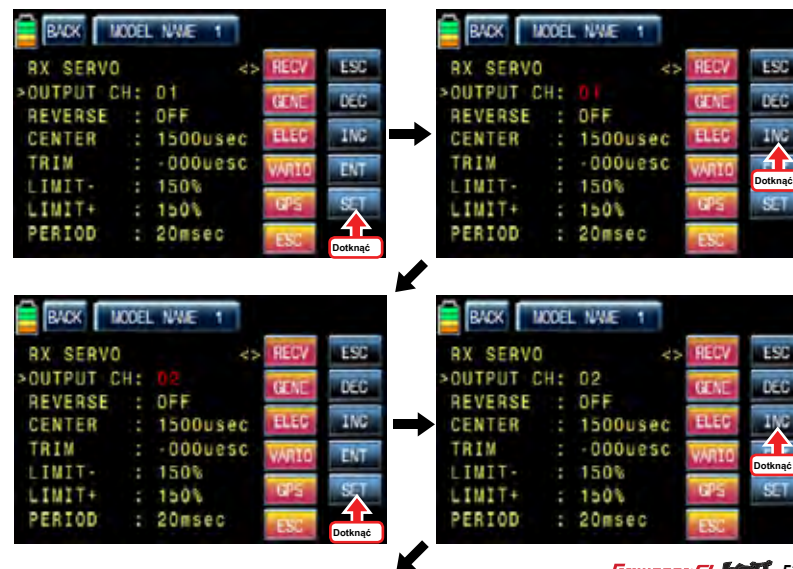 BACK MODEL NAME 1
RX SERVO <> RECV ESC
>OUTPUT CH: 01 GENE DEC
REVERSE : OFF
CENTER : 1500usec ELEC INC
TRIM : -000uesc VARIO ENT
LIMIT- : 150%
LIMIT+ : 150% GPS SET
PERIOD : 20msec ESC
Dotknąć
BACK MODEL NAME 1
RX SERVO <> RECV ESC
>OUTPUT CH: 01 GENE DEC
REVERSE : OFF
CENTER : 1500usec ELEC INC
TRIM : -000uesc VARIO
Dotknąć
LIMIT- : 150%
LIMIT+ : 150% GPS SET
PERIOD : 20msec ESC
BACK MODEL NAME 1
RX SERVO <> RECV ESC
>OUTPUT CH: 02 GENE DEC
REVERSE : OFF
CENTER : 1500usec ELEC INC
TRIM : -000uesc VARIO ENT
LIMIT- : 150%
LIMIT+ : 150% GPS SET
PERIOD : 20msec ESC
Dotknąć
BACK MODEL NAME 1
RX SERVO <> RECV ESC
>OUTPUT CH: 02 GENE DEC
REVERSE : OFF
CENTER : 1500usec ELEC INC
TRIM : -000uesc VARIO
Dotknąć
LIMIT- : 150%
LIMIT+ : 150% GPS SET
PERIOD : 20msec ESC